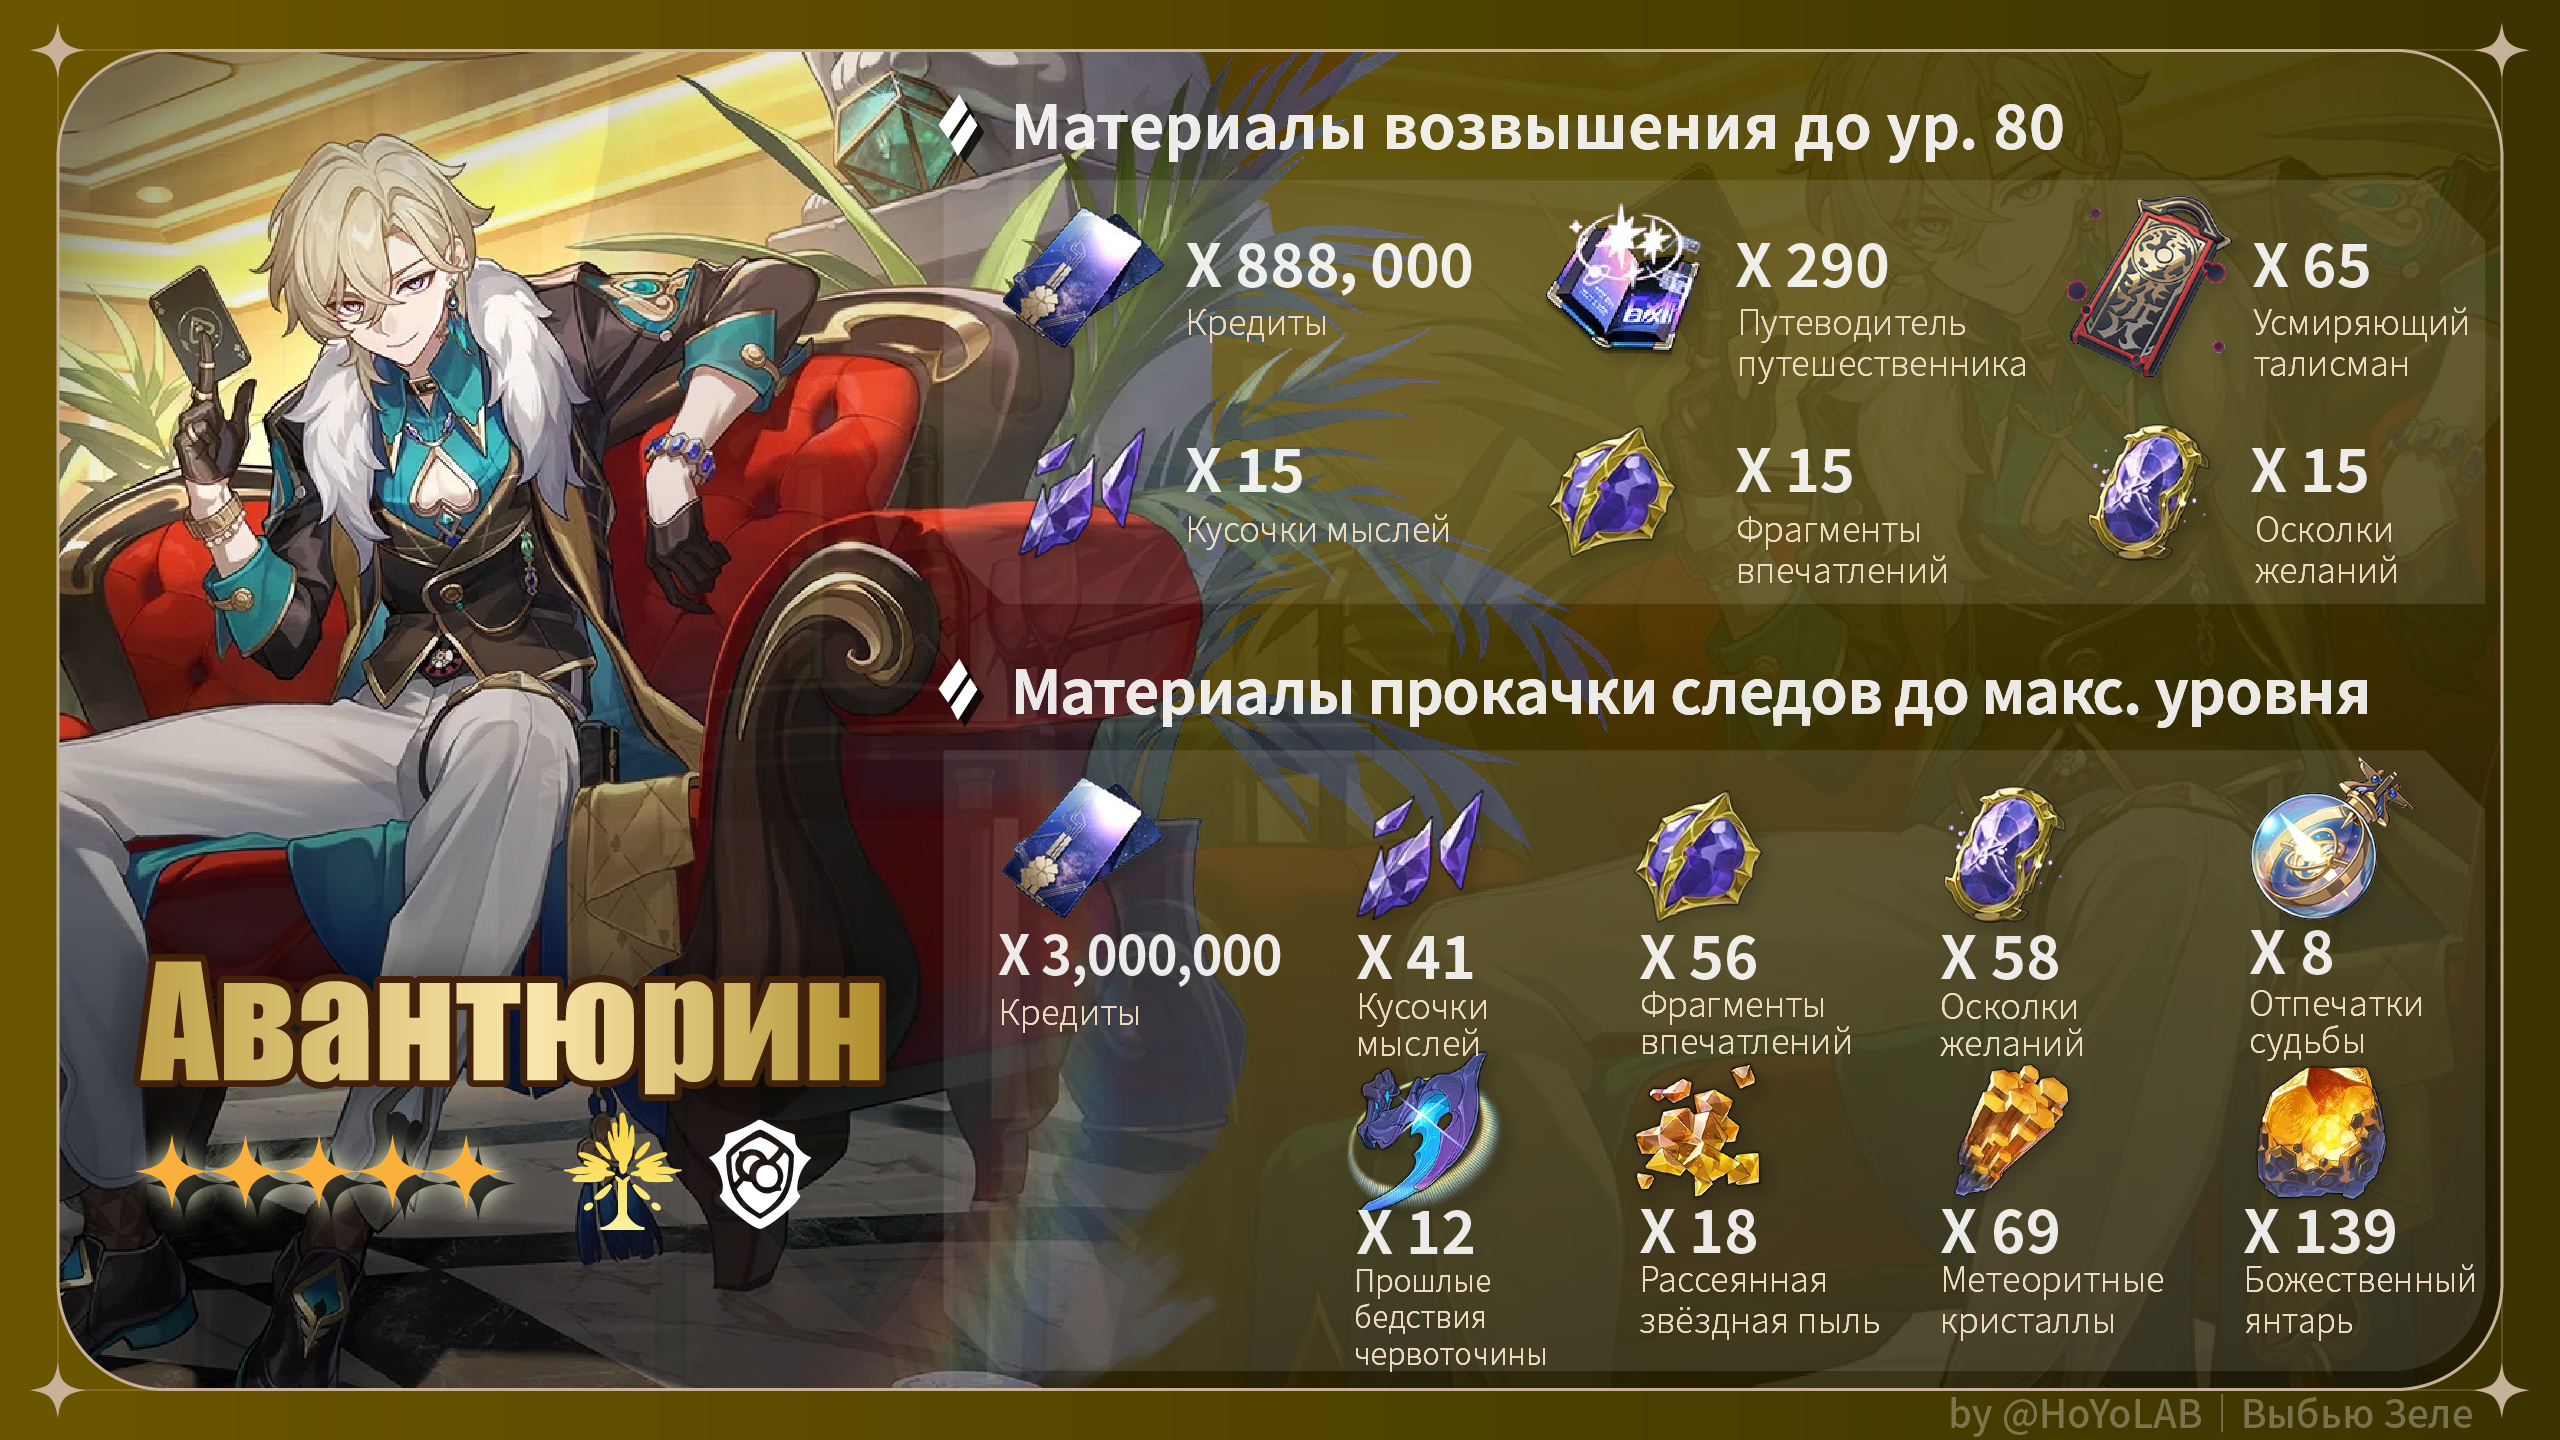 Материалы возвышения до ур. 80
X 888, 000
Кредиты
X 290
Путеводитель
путешественника
X 65
Усмиряющий
талисман
X 15
Кусочки мыслей
X 15
Фрагменты
впечатлений
X 15
Осколки
желаний
Материалы прокачки следов до макс. уровня
X 3,000,000
Кредиты
X 41
Кусочки
мыслей
X 56
Фрагменты
впечатлений
X 58
Осколки
желаний
X 8
Отпечатки
судьбы
X 12
Прошлые
бедствия
червоточины
X 18
Рассеянная
звёздная пыль
X 69
Метеоритные
кристаллы
X 139
Божественный
янтарь
Авантюрин
by @HoYoLAB | Выбью Зеле